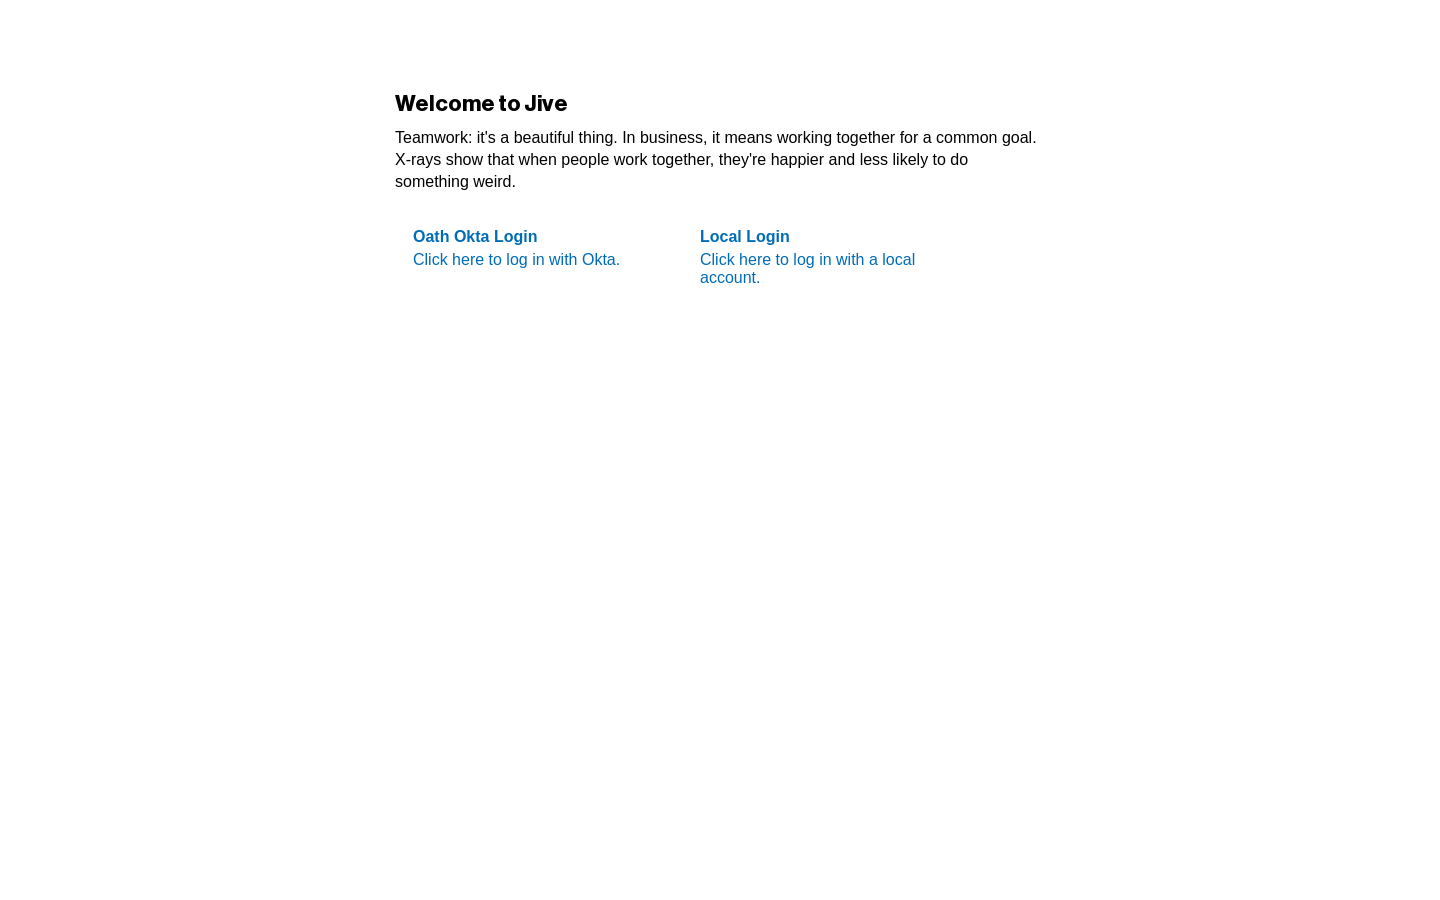 Welcome to Jive
Teamwork: it's a beautiful thing. In business, it means working together for a common goal.
X-rays show that when people work together, they're happier and less likely to do
something weird.
Oath Okta Login
Click here to log in with Okta.
Local Login
Click here to log in with a local
account.